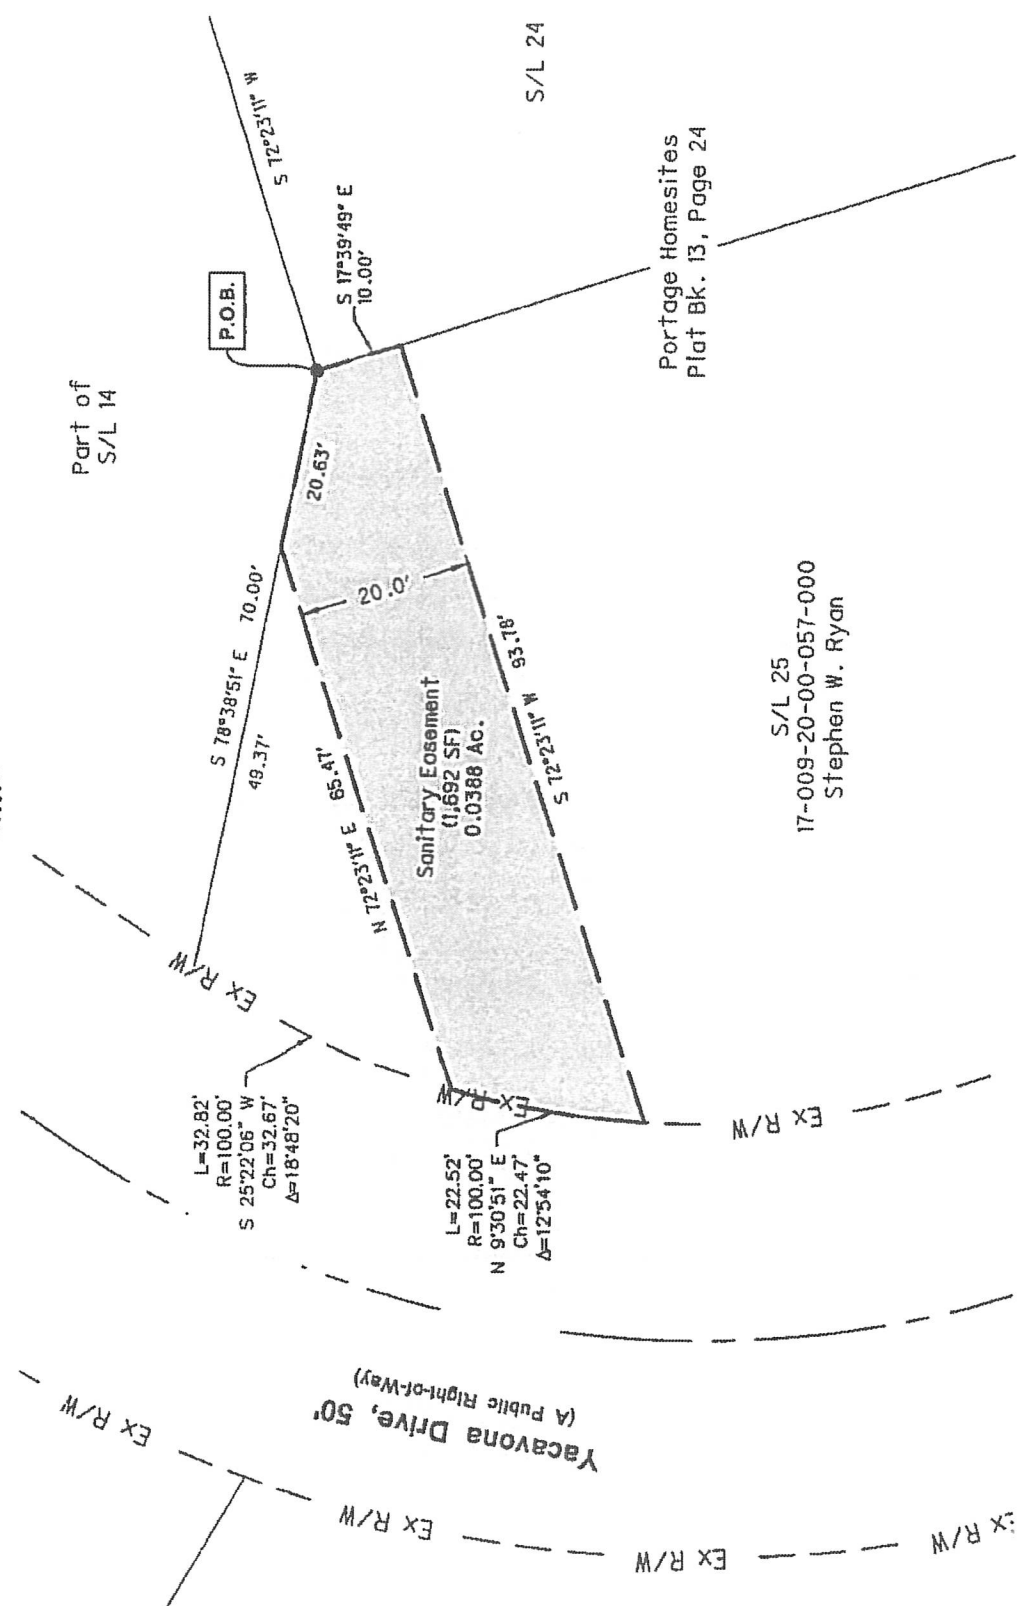 Part of
S/L 14
P.O.B.
S 72°23'11" W
S/L 24
S 17°39'49" E
10.00'
Portage Homesites
Plat Bk. 13, Page 24
20.63'
S 78°38'51" E 70.00'
49.37'
20.0'
N 72°23'11" E 65.47'
Sanitary Easement
(1,692 SF)
0.0388 Ac.
S 72°23'11" W 93.78'
S/L 25
17-009-20-00-057-000
Stephen W. Ryan
Ex R/W
L=32.82'
R=100.00'
S 25°22'06" W
Ch=32.67'
Δ=18°48'20"
Ex R/W
L=22.52'
R=100.00'
N 9°30'51" E
Ch=22.47'
Δ=12°54'10"
Ex R/W
Yacavona Drive, 50'
(A Public Right-of-Way)
Ex R/W
Ex R/W
Ex R/W
Ex R/W